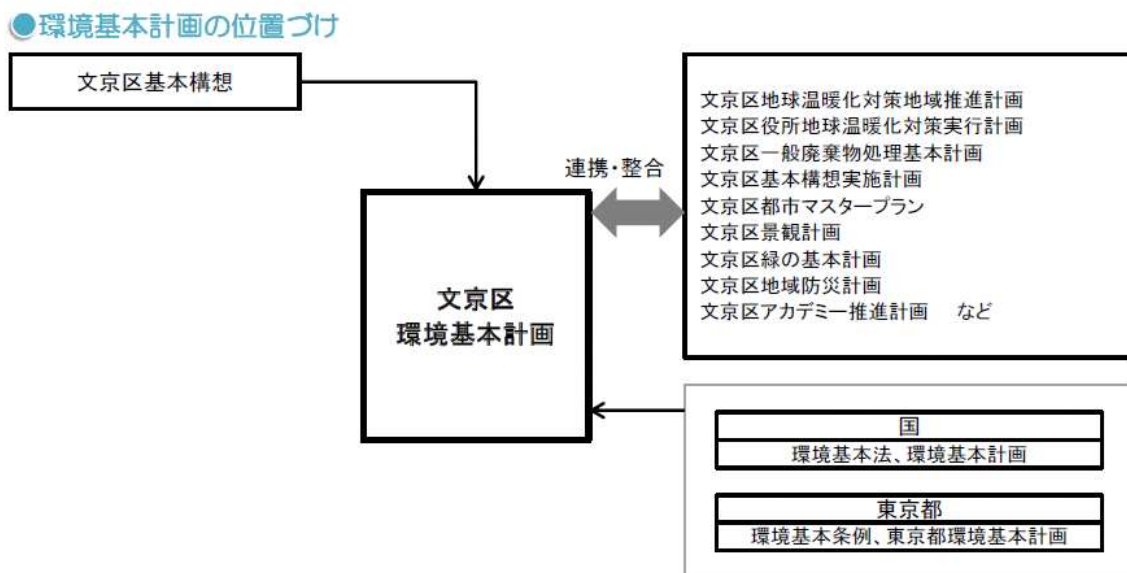 ●環境基本計画の位置づけ
文京区基本構想
文京区地球温暖化対策地域推進計画
文京区役所地球温暖化対策実行計画
文京区一般廃棄物処理基本計画
文京区基本構想実施計画
文京区都市マスタープラン
文京区景観計画
文京区緑の基本計画
文京区地域防災計画
文京区アカデミー推進計画 など
連携・整合
文京区
環境基本計画
国
環境基本法、環境基本計画
東京都
環境基本条例、東京都環境基本計画